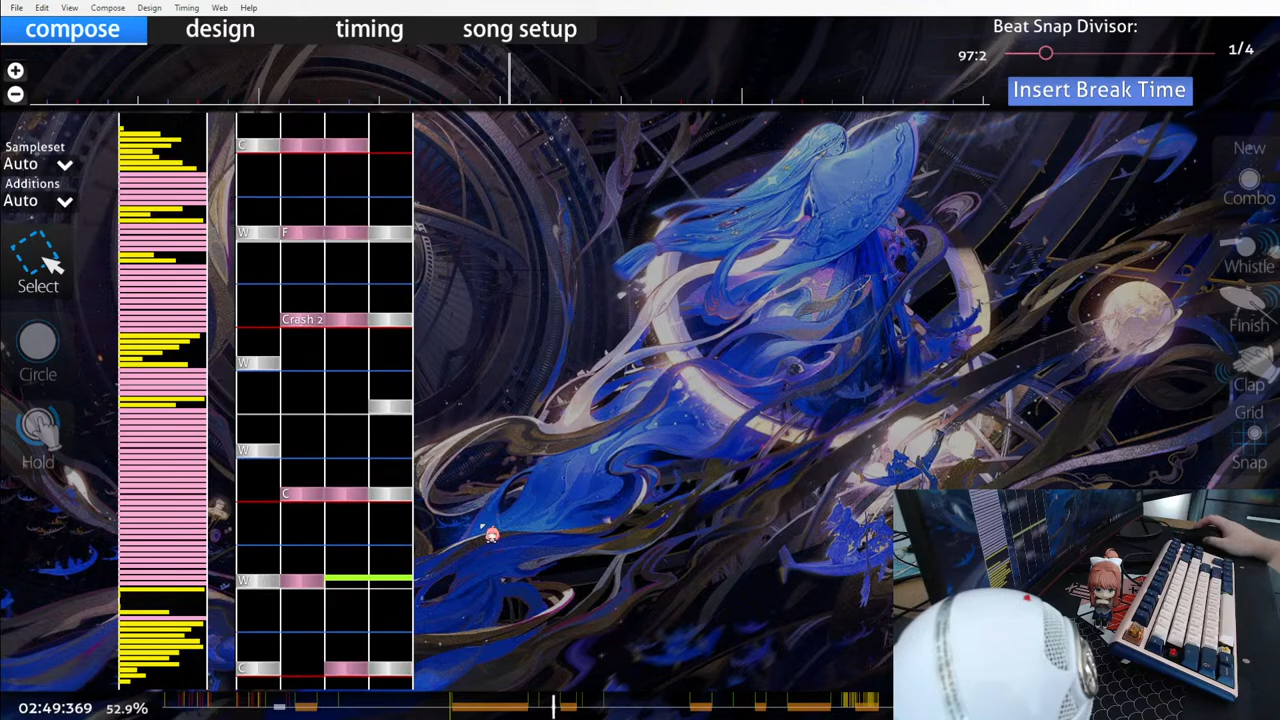 File Edit View Compose Design Timing Web Help
compose design timing song setup
Beat Snap Divisor:
97:2
1/4
Insert Break Time
Sampleset
Auto
Additions
Auto
Select
Circle
Hold
C
W F
Crash 2
W
W
C
W
C
New
Combo
Whistle
Finish
Clap
Grid
Snap
02:49:369 52.9%